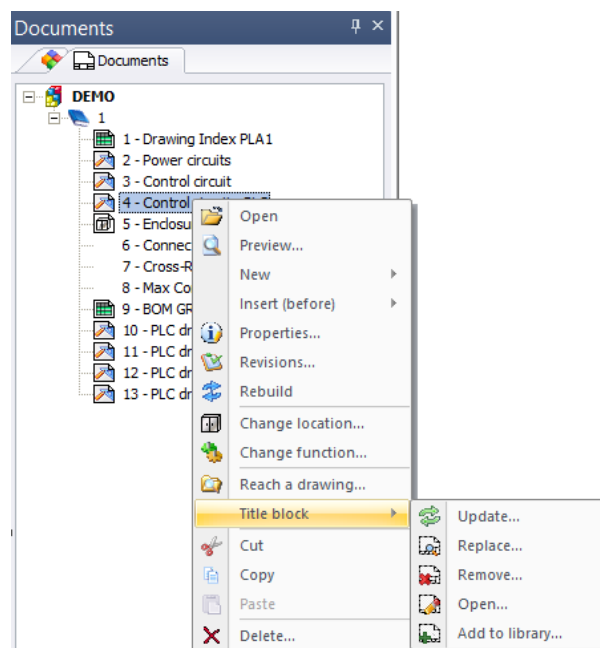 Documents
Documents
DEMO
1
1 - Drawing Index PLA1
2 - Power circuits
3 - Control circuit
4 - Control
5 - Enclosu
6 - Connec
7 - Cross-R
8 - Max Co
9 - BOM GR
10 - PLC dr
11 - PLC dr
12 - PLC dr
13 - PLC dr
Open
Preview...
New
Insert (before)
Properties...
Revisions...
Rebuild
Change location...
Change function...
Reach a drawing...
Title block
Cut
Copy
Paste
Delete...
Update...
Replace...
Remove...
Open...
Add to library...